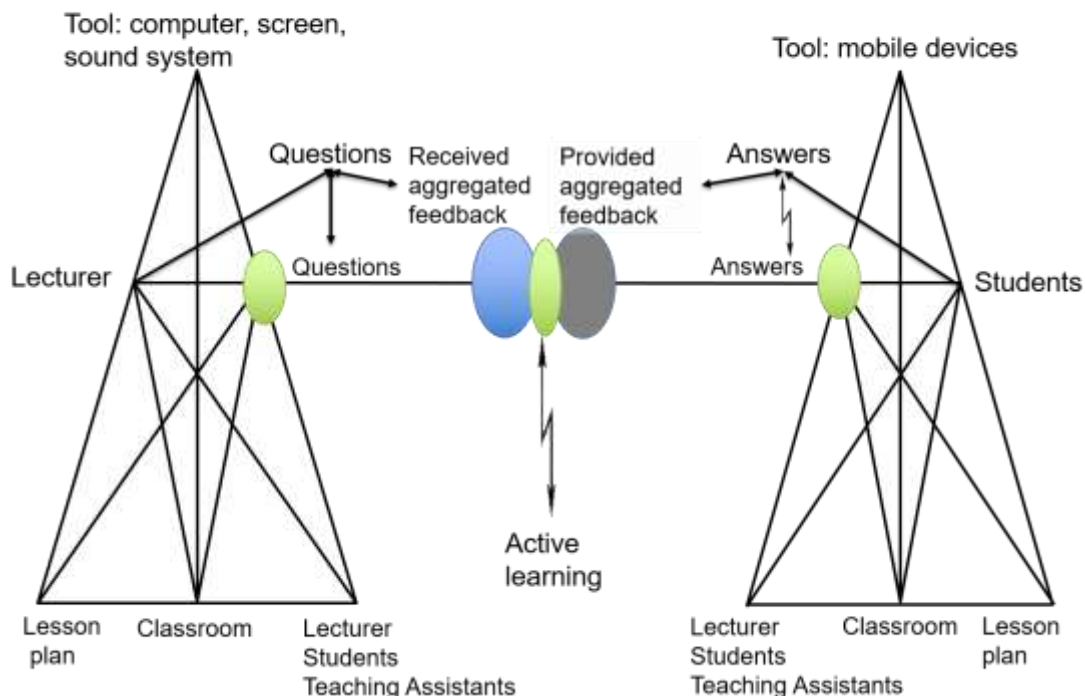 Tool: computer, screen,
sound system
Tool: mobile devices
Questions
Received
aggregated
feedback
Provided
aggregated
feedback
Answers
Lecturer
Questions
Answers
Students
Active
learning
Lesson
plan
Classroom
Lecturer
Students
Teaching Assistants
Lecturer
Students
Teaching Assistants
Classroom
Lesson
plan